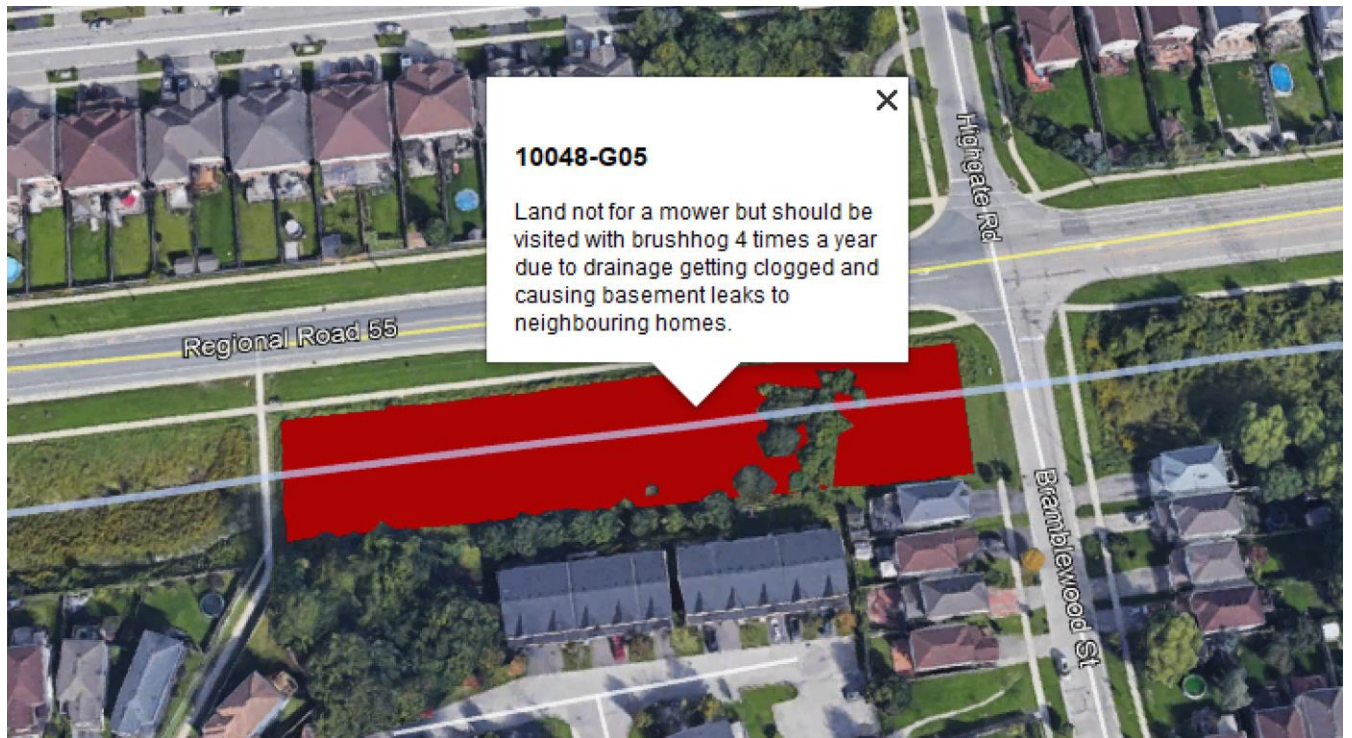 10048-G05
Highgate Rd
Land not for a mower but should be
visited with brushhog 4 times a year
due to drainage getting clogged and
causing basement leaks to
neighbouring homes.
Regional Road 55
Bramblewood St